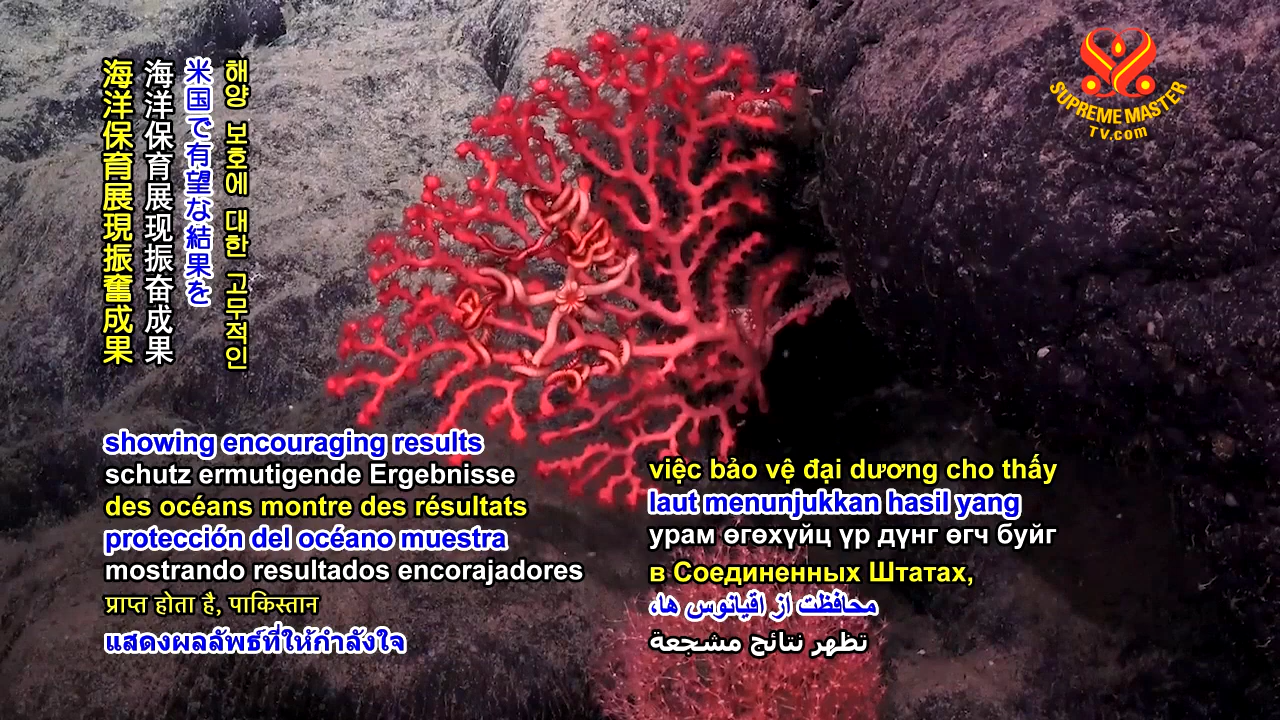 海洋保育展現振奮成果
海洋保育展现振奋成果
米国で有望な結果を
해양 보호에 대한 고무적인
SUPREME MASTER
TV.com
showing encouraging results
schutz ermutigende Ergebnisse
des océans montre des résultats
protección del océano muestra
mostrando resultados encorajadores
प्राप्त होता है, पाकिस्तान
แสดงผลลัพธ์ที่ให้กำลังใจ
việc bảo vệ đại dương cho thấy
laut menunjukkan hasil yang
урам өгөхүйц үр дүнг өгч буйг
в Соединенных Штатах,
محافظت از اقیانوس ها،
تظهر نتائج مشجعة